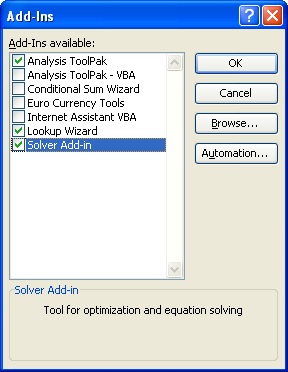 Add-Ins
Add-Ins available:
Analysis ToolPak
Analysis ToolPak - VBA
Conditional Sum Wizard
Euro Currency Tools
Internet Assistant VBA
Lookup Wizard
Solver Add-in
OK
Cancel
Browse...
Automation...
Solver Add-in
Tool for optimization and equation solving